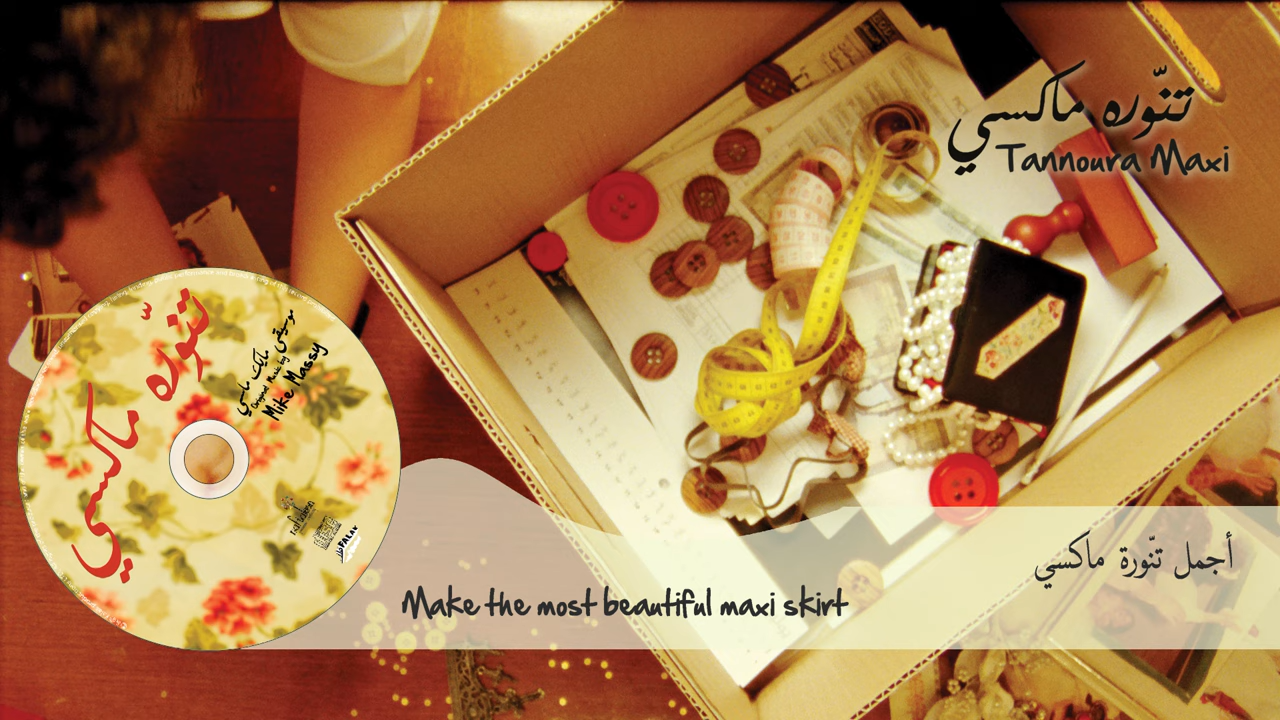 تنّوره ماكسي
Tannoura Maxi
تنّوره ماكسي
موسيقى مايك ماسي
Original Music by
Mike Massy
FALAK
أجمل تنّورة ماكسي
Make the most beautiful maxi skirt